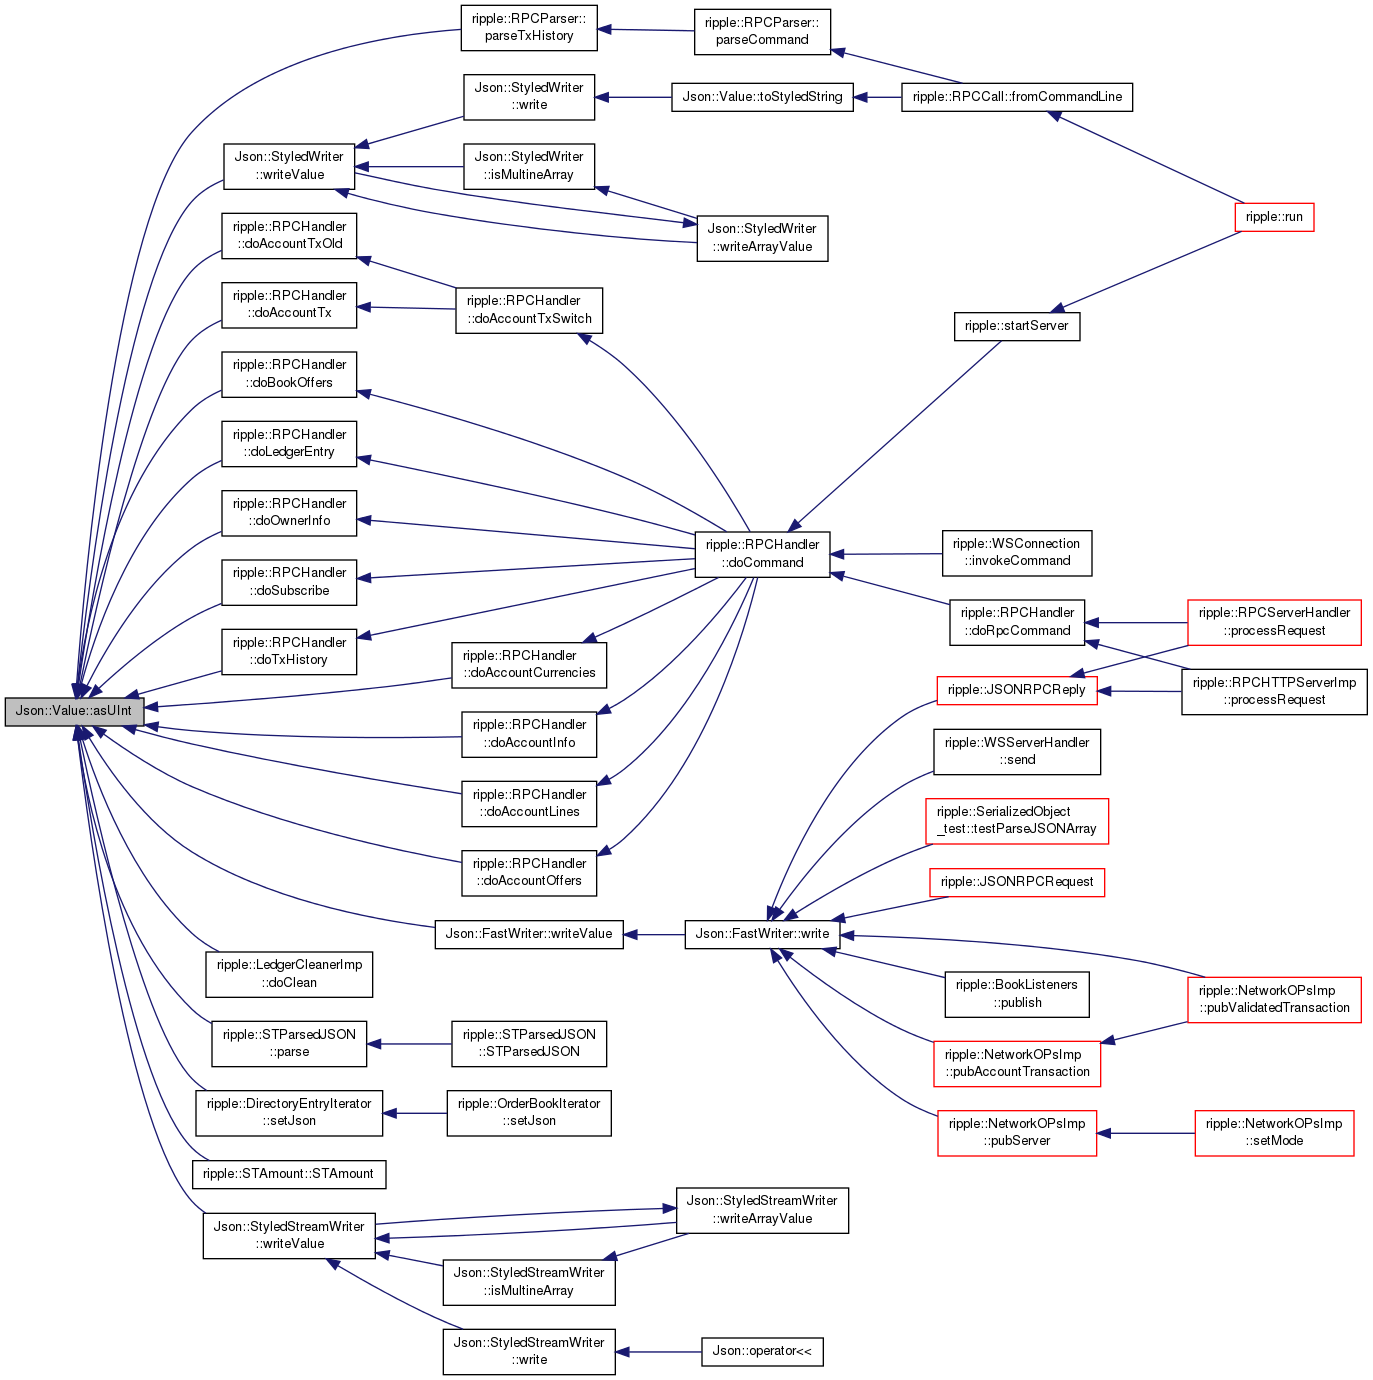 ripple::RPCParser::
parseTxHistory
ripple::RPCParser::
parseCommand
Json::StyledWriter
::write
Json::Value::toStyledString
ripple::RPCCall::fromCommandLine
Json::StyledWriter
::writeValue
Json::StyledWriter
::isMultineArray
Json::StyledWriter
::writeArrayValue
ripple::run
ripple::RPCHandler
::doAccountTxOld
ripple::RPCHandler
::doAccountTx
ripple::RPCHandler
::doAccountTxSwitch
ripple::startServer
ripple::RPCHandler
::doBookOffers
ripple::RPCHandler
::doLedgerEntry
ripple::RPCHandler
::doOwnerInfo
ripple::RPCHandler
::doCommand
ripple::WSConnection
::invokeCommand
ripple::RPCHandler
::doSubscribe
ripple::RPCHandler
::doRpcCommand
ripple::RPCServerHandler
::processRequest
ripple::RPCHandler
::doTxHistory
ripple::RPCHandler
::doAccountCurrencies
ripple::JSONRPCReply
ripple::RPCHTTPServerImp
::processRequest
Json::Value::asUInt
ripple::RPCHandler
::doAccountInfo
ripple::WSServerHandler
::send
ripple::RPCHandler
::doAccountLines
ripple::SerializedObject
_test::testParseJSONArray
ripple::RPCHandler
::doAccountOffers
ripple::JSONRPCRequest
Json::FastWriter::writeValue
Json::FastWriter::write
ripple::LedgerCleanerImp
::doClean
ripple::BookListeners
::publish
ripple::NetworkOPsImp
::pubValidatedTransaction
ripple::STParsedJSON
::parse
ripple::STParsedJSON
::STParsedJSON
ripple::NetworkOPsImp
::pubAccountTransaction
ripple::DirectoryEntryIterator
::setJson
ripple::OrderBookIterator
::setJson
ripple::NetworkOPsImp
::pubServer
ripple::NetworkOPsImp
::setMode
ripple::STAmount::STAmount
Json::StyledStreamWriter
::writeValue
Json::StyledStreamWriter
::writeArrayValue
Json::StyledStreamWriter
::isMultineArray
Json::StyledStreamWriter
::write
Json::operator<<